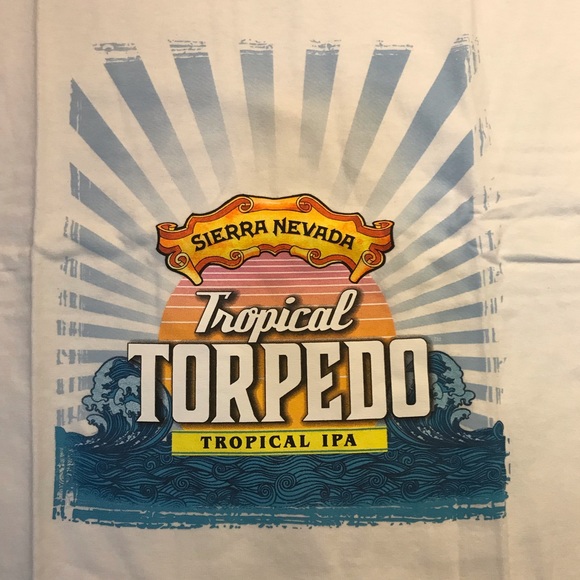 SIERRA NEVADA
Tropical
TORPEDO
TROPICAL IPA